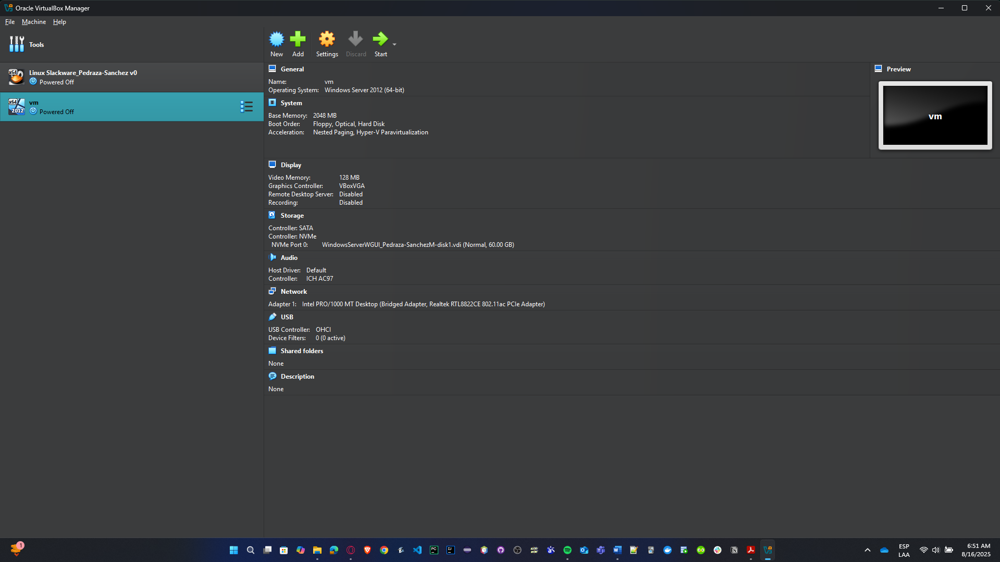 Oracle VirtualBox Manager
File Machine Help
Tools
New Add Settings Discard Start
x64
Linux Slackware_Pedraza-Sanchez v0
Powered Off
x64
2012
vm
Powered Off
General
Name: vm
Operating System: Windows Server 2012 (64-bit)
System
Base Memory: 2048 MB
Boot Order: Floppy, Optical, Hard Disk
Acceleration: Nested Paging, Hyper-V Paravirtualization
Preview
vm
Display
Video Memory: 128 MB
Graphics Controller: VBoxVGA
Remote Desktop Server: Disabled
Recording: Disabled
Storage
Controller: SATA
Controller: NVMe
NVMe Port 0: WindowsServerWGUI_Pedraza-SanchezM-disk1.vdi (Normal, 60.00 GB)
Audio
Host Driver: Default
Controller: ICH AC97
Network
Adapter 1: Intel PRO/1000 MT Desktop (Bridged Adapter, Realtek RTL8822CE 802.11ac PCIe Adapter)
USB
USB Controller: OHCI
Device Filters: 0 (0 active)
Shared folders
None
Description
None
1
PC
IJ
ESP
LAA
6:51 AM
8/16/2025